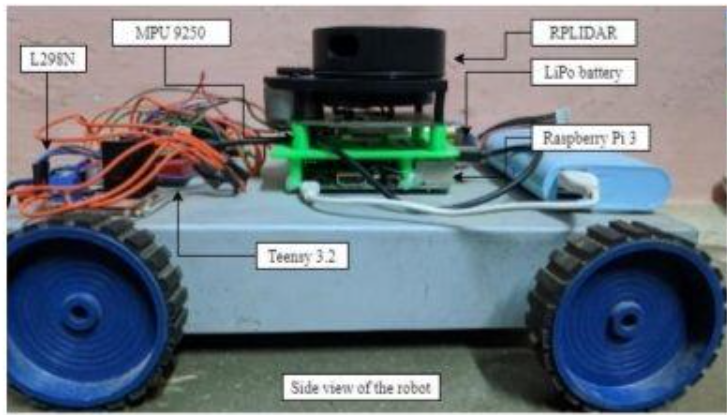 MPU 9250
RPLIDAR
L298N
LiPo battery
Raspberry Pi 3
Teensy 3.2
Side view of the robot